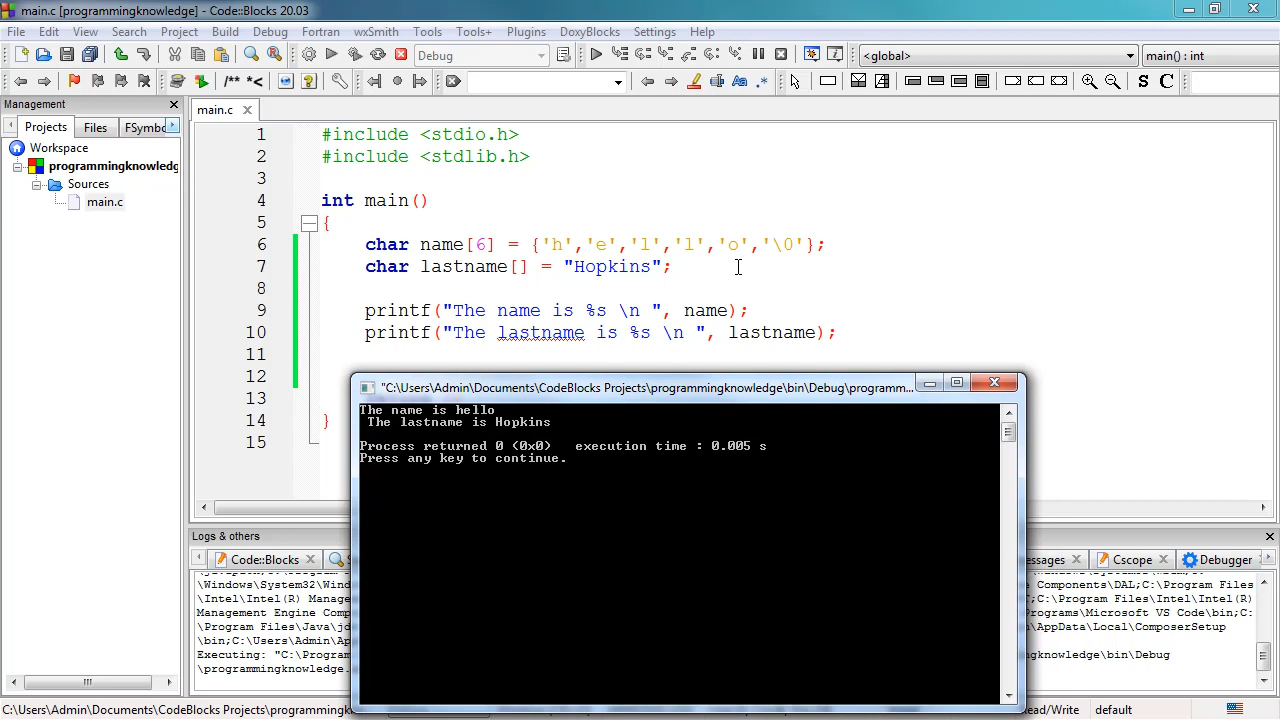 main.c [programmingknowledge] - Code::Blocks 20.03
File Edit View Search Project Build Debug Fortran wxSmith Tools Tools+ Plugins DoxyBlocks Settings Help
Debug <global> main() : int
/** *< Aa .* S C
Management
Projects Files FSymbo
Workspace
programmingknowledg
Sources
main.c
main.c
1 #include <stdio.h>
2 #include <stdlib.h>
3
4 int main()
5 {
6 char name[6] = {'h','e','l','l','o','\0'};
7 char lastname[] = "Hopkins";
8
9 printf("The name is %s \n ", name);
10 printf("The lastname is %s \n ", lastname);
11
12
13
14 }
15
"C:\Users\Admin\Documents\CodeBlocks Projects\programmingknowledge\bin\Debug\programm...
The name is hello
The lastname is Hopkins
Process returned 0 (0x0) execution time : 0.005 s
Press any key to continue.
Logs & others
Code::Blocks
essages Cscope Debugger
\Windows\System32\Wind
\Intel\Intel(R) Manag
Management Engine Comp
\Program Files\Java\jd
\bin;C:\Users\Admin\Ap
Executing: "C:\Progra
\programmingknowledge.
e Components\DAL;C:\Program Files
;C:\Program Files\Intel\Intel(R)
Programs\Microsoft VS Code\bin;C:
n\AppData\Local\ComposerSetup
ngknowledge\bin\Debug
C:\Users\Admin\Documents\CodeBlocks Projects\programmingk
ead/Write default